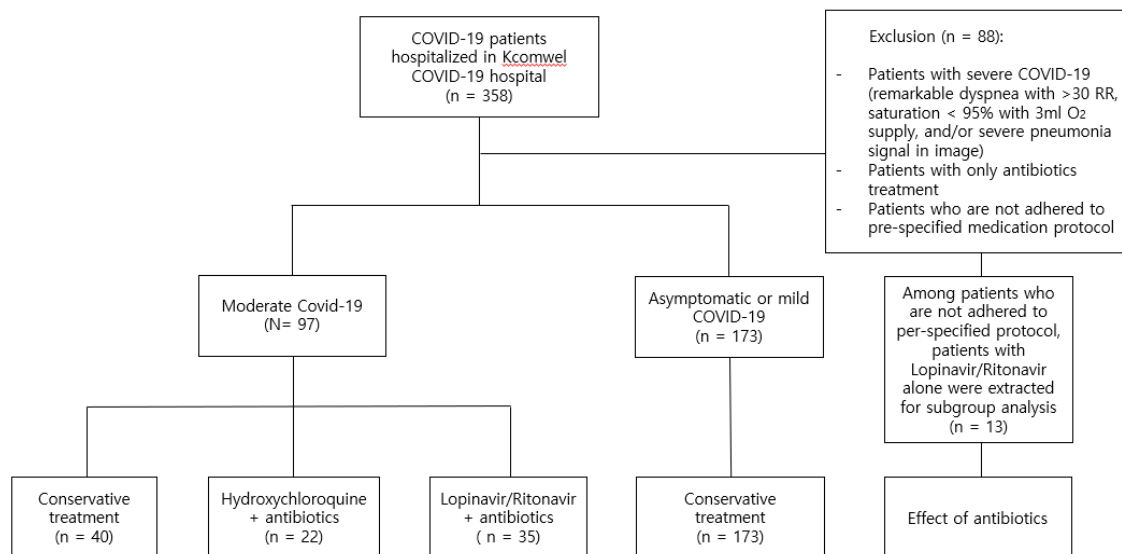 COVID-19 patients
hospitalized in Kcomwel
COVID-19 hospital
(n = 358)
Exclusion (n = 88):
- Patients with severe COVID-19
(remarkable dyspnea with >30 RR,
saturation < 95% with 3ml O₂
supply, and/or severe pneumonia
signal in image)
- Patients with only antibiotics
treatment
- Patients who are not adhered to
pre-specified medication protocol
Moderate Covid-19
(N= 97)
Asymptomatic or mild
COVID-19
(n = 173)
Among patients who
are not adhered to
per-specified protocol,
patients with
Lopinavir/Ritonavir
alone were extracted
for subgroup analysis
(n = 13)
Conservative
treatment
(n = 40)
Hydroxychloroquine
+ antibiotics
(n = 22)
Lopinavir/Ritonavir
+ antibiotics
( n = 35)
Conservative
treatment
(n = 173)
Effect of antibiotics